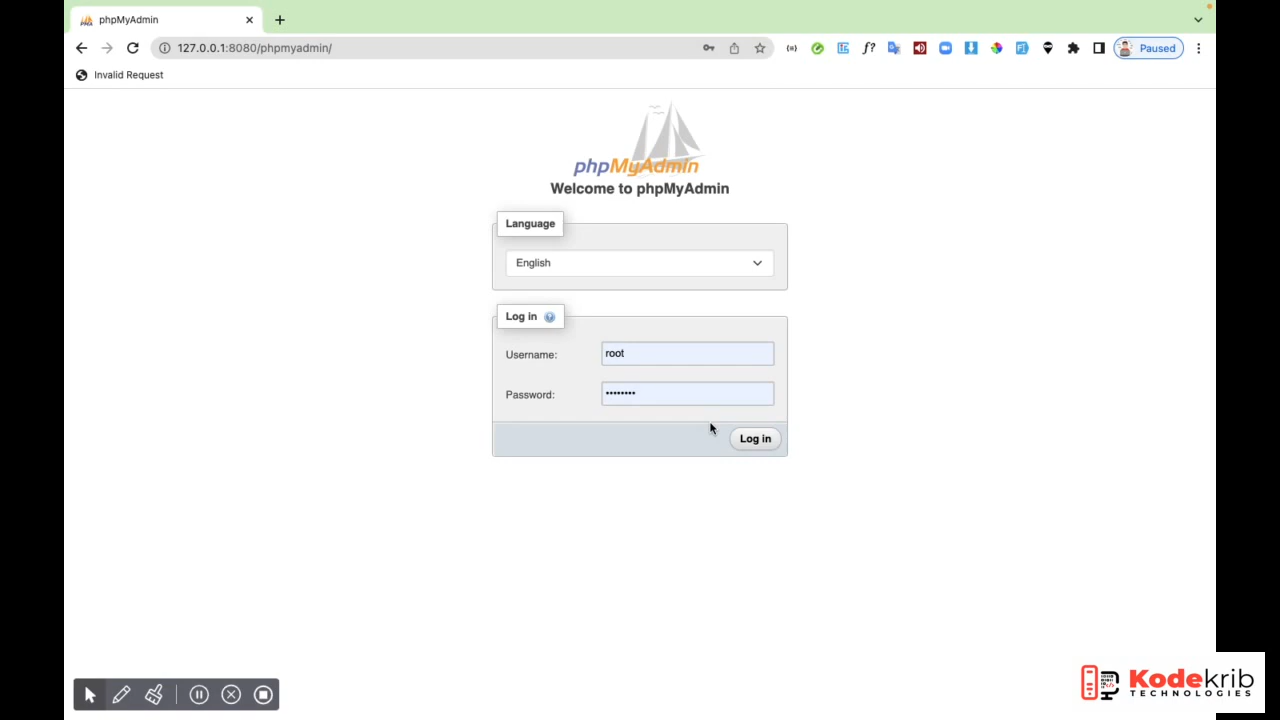 phpMyAdmin
127.0.0.1:8080/phpmyadmin/
Paused
Invalid Request
phpMyAdmin
Welcome to phpMyAdmin
Language
English
Log in
Username: root
Password: ••••••••
Log in
Kodekrib
TECHNOLOGIES